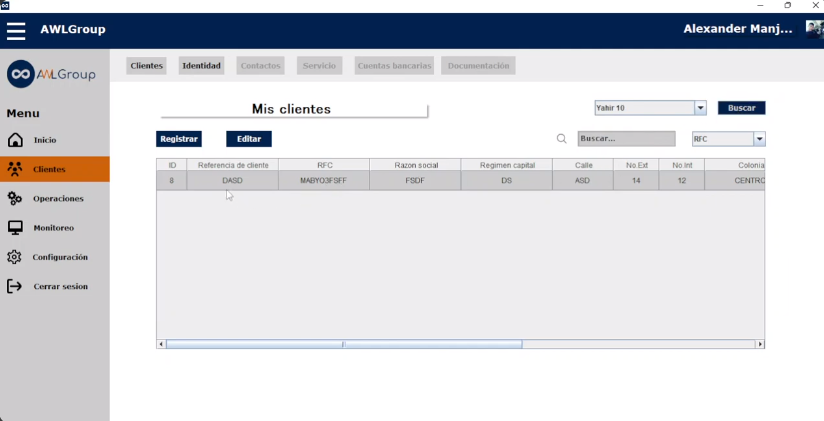 AWLGroup
Alexander Manj...
AWLGroup
Clientes Identidad Contactos Servicio Cuentas bancarias Documentación
Menu
Inicio
Clientes
Operaciones
Monitoreo
Configuración
Cerrar sesion
Mis clientes
Yahir 10 Buscar
Registrar Editar Buscar... RFC
ID Referencia de cliente RFC Razon social Regimen capital Calle No.Ext No.Int Colonia
8 DASD MABYO3FSFF FSDF DS ASD 14 12 CENTRO